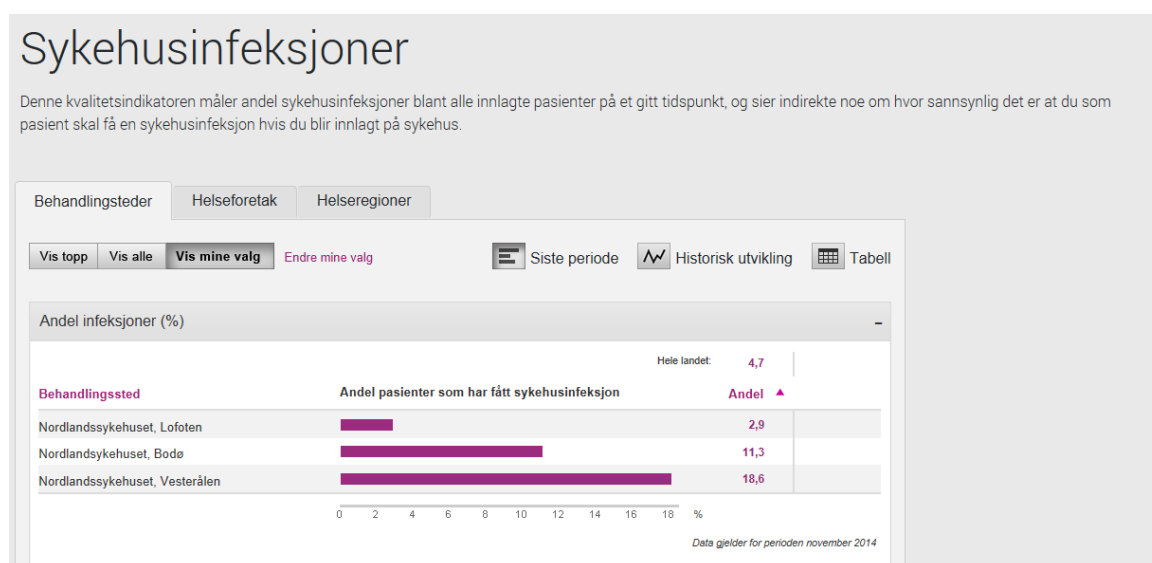 Sykehusinfeksjoner
Denne kvalitetsindikatoren måler andel sykehusinfeksjoner blant alle innlagte pasienter på et gitt tidspunkt, og sier indirekte noe om hvor sannsynlig det er at du som
pasient skal få en sykehusinfeksjon hvis du blir innlagt på sykehus.
Behandlingsteder Helseforetak Helseregioner
Vis topp Vis alle Vis mine valg Endre mine valg Siste periode Historisk utvikling Tabell
Andel infeksjoner (%) –
Hele landet: 4,7
Behandlingssted Andel pasienter som har fått sykehusinfeksjon Andel ▲
Nordlandssykehuset, Lofoten 2,9
Nordlandsykehuset, Bodø 11,3
Nordlandssykehuset, Vesterålen 18,6
0 2 4 6 8 10 12 14 16 18 %
Data gjelder for perioden november 2014